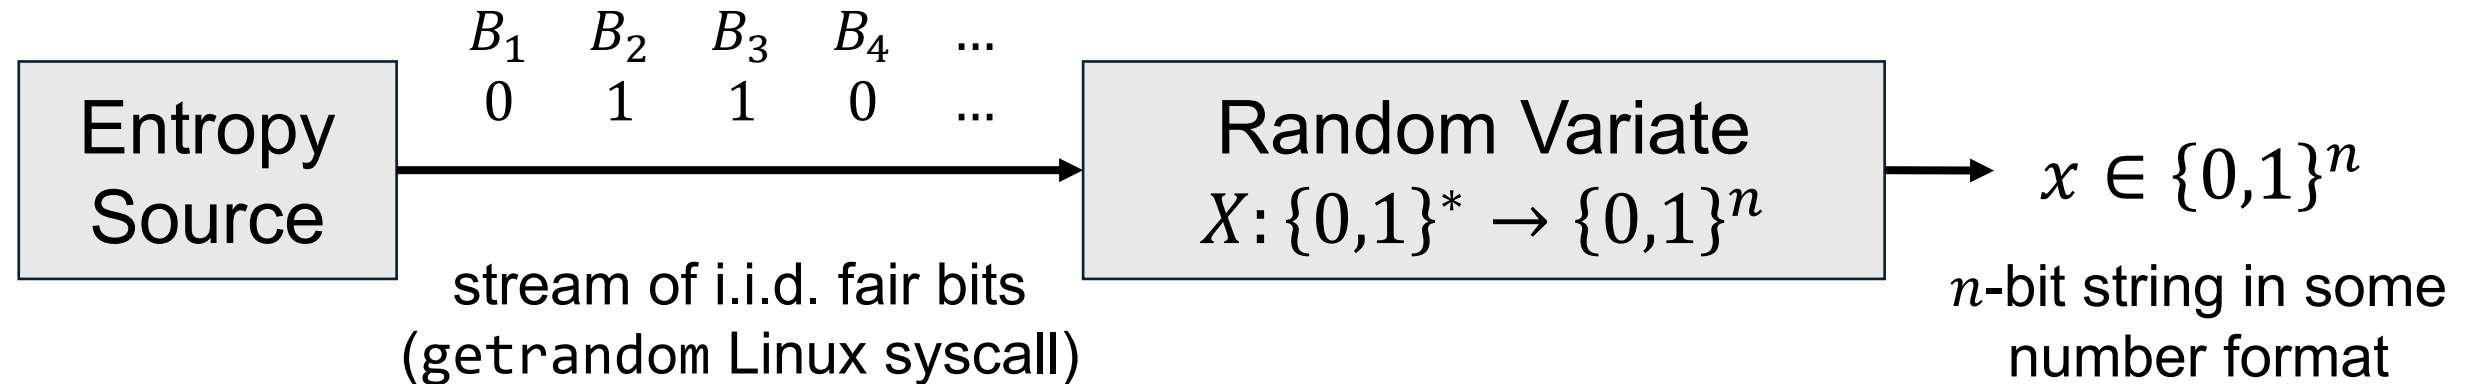 Entropy
Source
B₁ B₂ B₃ B₄ ...
0 1 1 0 ...
stream of i.i.d. fair bits
(getrandom Linux syscall)
Random Variate
X: {0,1}* → {0,1}ⁿ
x ∈ {0,1}ⁿ
n-bit string in some
number format